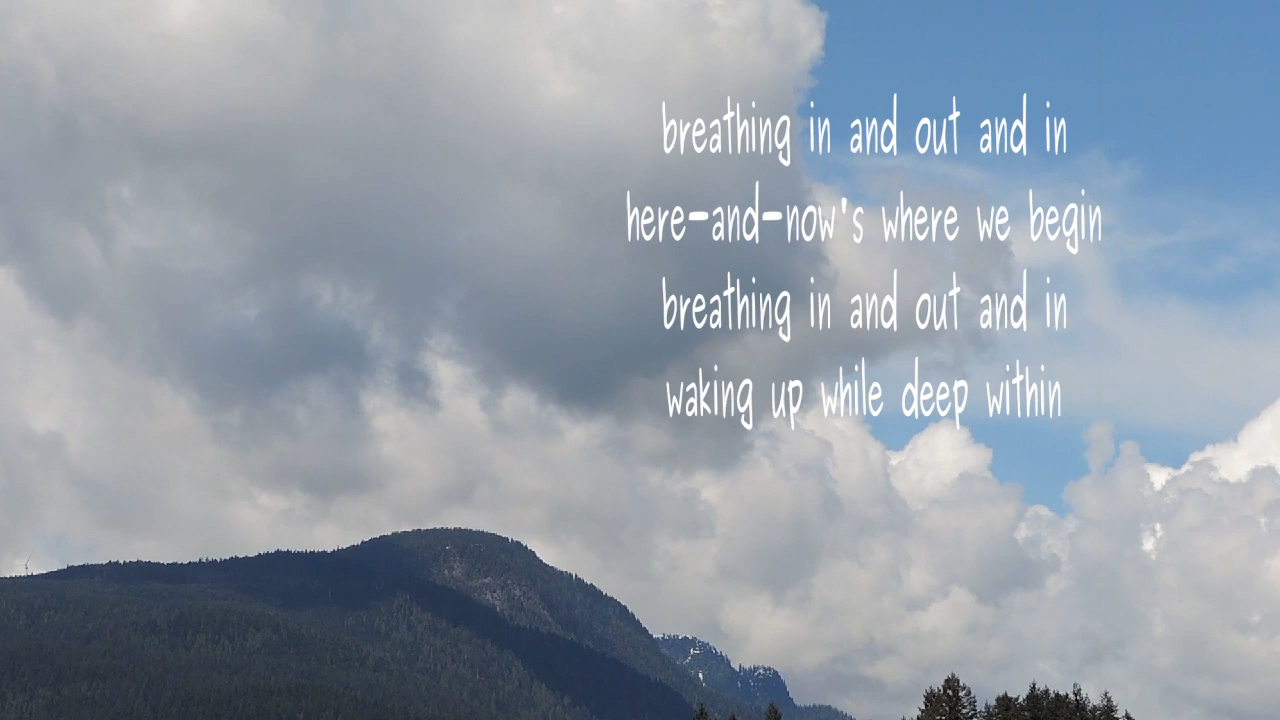 breathing in and out and in
here-and-now's where we begin
breathing in and out and in
waking up while deep within